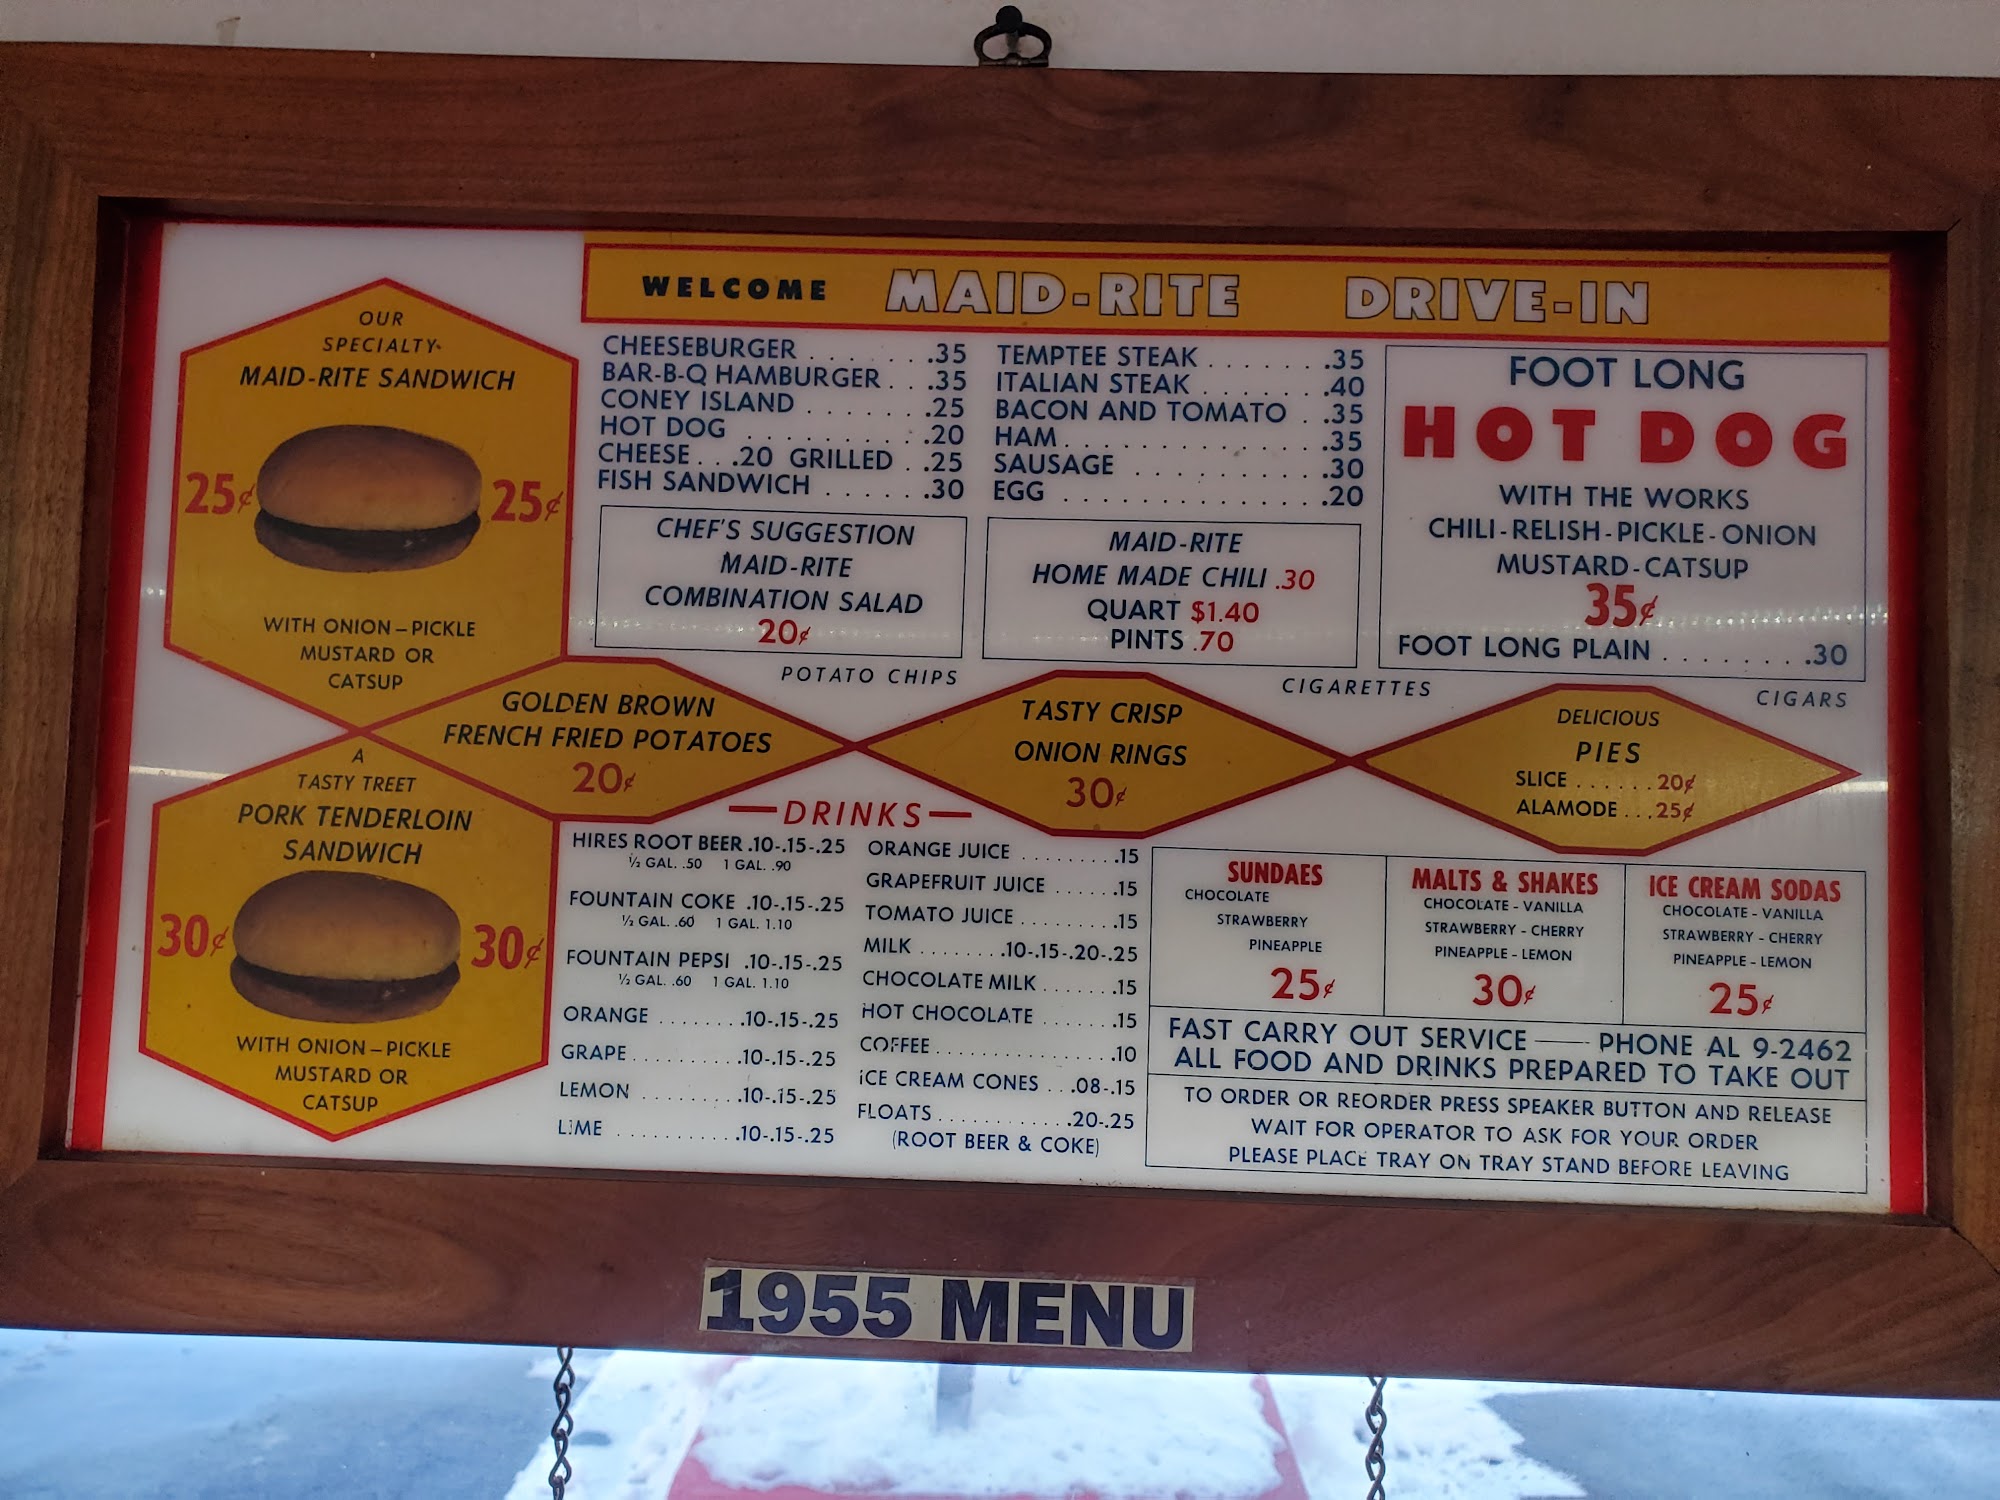 WELCOME MAID-RITE DRIVE-IN
OUR
SPECIALTY
MAID-RITE SANDWICH
25¢ 25¢
WITH ONION – PICKLE
MUSTARD OR
CATSUP
A
TASTY TREET
PORK TENDERLOIN
SANDWICH
30¢ 30¢
WITH ONION – PICKLE
MUSTARD OR
CATSUP
CHEESEBURGER . . . . . . . .35
BAR-B-Q HAMBURGER . . .35
CONEY ISLAND . . . . . . . .25
HOT DOG . . . . . . . . . . .20
CHEESE . . .20 GRILLED . .25
FISH SANDWICH . . . . . . .30
TEMPTEE STEAK . . . . . . .35
ITALIAN STEAK . . . . . . . .40
BACON AND TOMATO . .35
HAM . . . . . . . . . . . . . .35
SAUSAGE . . . . . . . . . . .30
EGG . . . . . . . . . . . . . .20
CHEF'S SUGGESTION
MAID-RITE
COMBINATION SALAD
20¢
MAID-RITE
HOME MADE CHILI .30
QUART $1.40
PINTS .70
FOOT LONG
HOT DOG
WITH THE WORKS
CHILI - RELISH - PICKLE - ONION
MUSTARD - CATSUP
35¢
FOOT LONG PLAIN . . . . . . . .30
POTATO CHIPS
CIGARETTES
CIGARS
GOLDEN BROWN
FRENCH FRIED POTATOES
20¢
TASTY CRISP
ONION RINGS
30¢
DELICIOUS
PIES
SLICE . . . . . . 20¢
ALAMODE . . . 25¢
DRINKS
HIRES ROOT BEER .10-.15-.25
½ GAL. .50 1 GAL. .90
FOUNTAIN COKE .10-.15-.25
½ GAL. .60 1 GAL. 1.10
FOUNTAIN PEPSI .10-.15-.25
½ GAL. .60 1 GAL. 1.10
ORANGE . . . . . . . .10-.15-.25
GRAPE . . . . . . . . . .10-.15-.25
LEMON . . . . . . . . .10-.15-.25
LIME . . . . . . . . . . .10-.15-.25
ORANGE JUICE . . . . . . . . .15
GRAPEFRUIT JUICE . . . . . .15
TOMATO JUICE . . . . . . . . .15
MILK . . . . . . . .10-.15-.20-.25
CHOCOLATE MILK . . . . . . .15
HOT CHOCOLATE . . . . . . .15
COFFEE . . . . . . . . . . . . . . .10
ICE CREAM CONES . . .08-.15
FLOATS . . . . . . . . . . . .20-.25
(ROOT BEER & COKE)
SUNDAES
CHOCOLATE
STRAWBERRY
PINEAPPLE
25¢
MALTS & SHAKES
CHOCOLATE - VANILLA
STRAWBERRY - CHERRY
PINEAPPLE - LEMON
30¢
ICE CREAM SODAS
CHOCOLATE - VANILLA
STRAWBERRY - CHERRY
PINEAPPLE - LEMON
25¢
FAST CARRY OUT SERVICE —— PHONE AL 9-2462
ALL FOOD AND DRINKS PREPARED TO TAKE OUT
TO ORDER OR REORDER PRESS SPEAKER BUTTON AND RELEASE
WAIT FOR OPERATOR TO ASK FOR YOUR ORDER
PLEASE PLACE TRAY ON TRAY STAND BEFORE LEAVING
1955 MENU